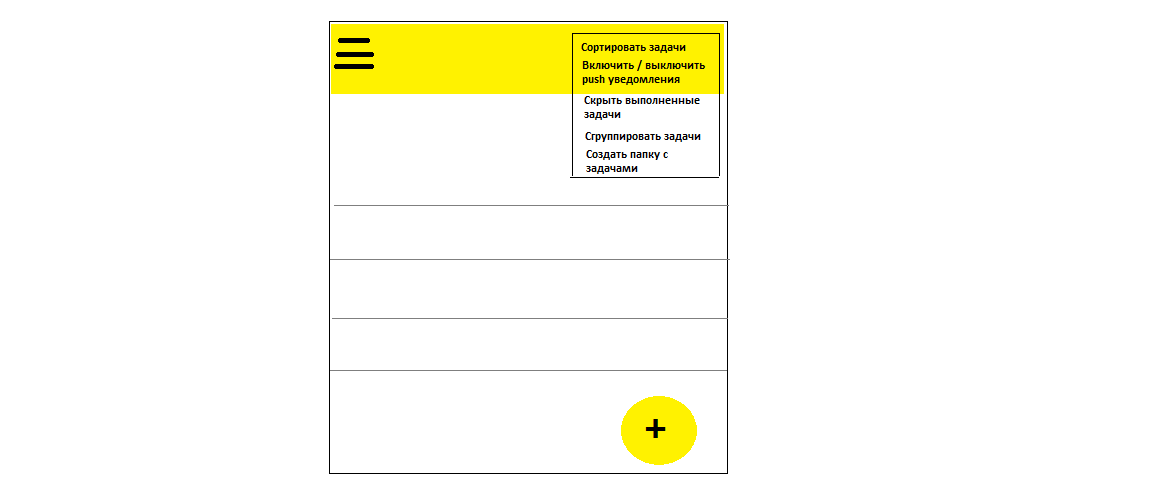 Сортировать задачи
Включить / выключить
push уведомления
Скрыть выполненные
задачи
Сгруппировать задачи
Создать папку с
задачами
+